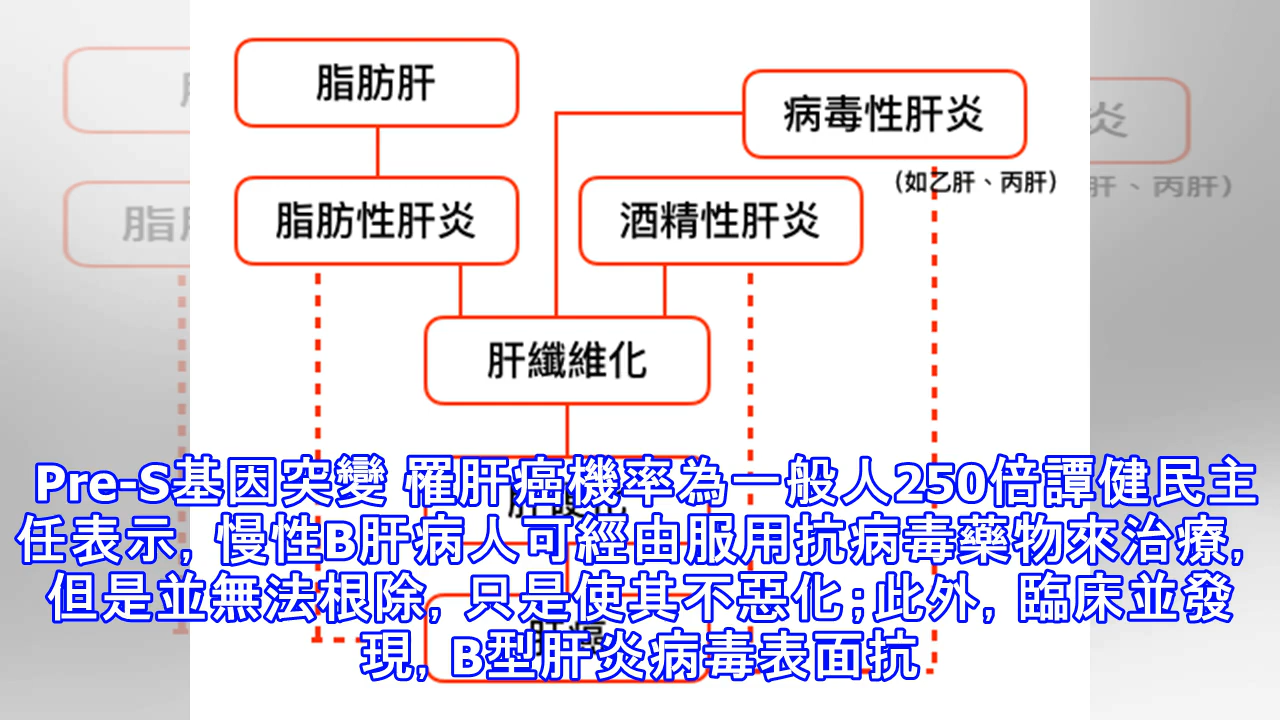 脂肪肝
病毒性肝炎
（如乙肝、丙肝）
脂肪性肝炎
酒精性肝炎
肝纖維化
肝癌
Pre-S基因突變 罹肝癌機率為一般人250倍譚健民主
任表示, 慢性B肝病人可經由服用抗病毒藥物來治療,
但是並無法根除, 只是使其不惡化;此外, 臨床並發
現, B型肝炎病毒表面抗